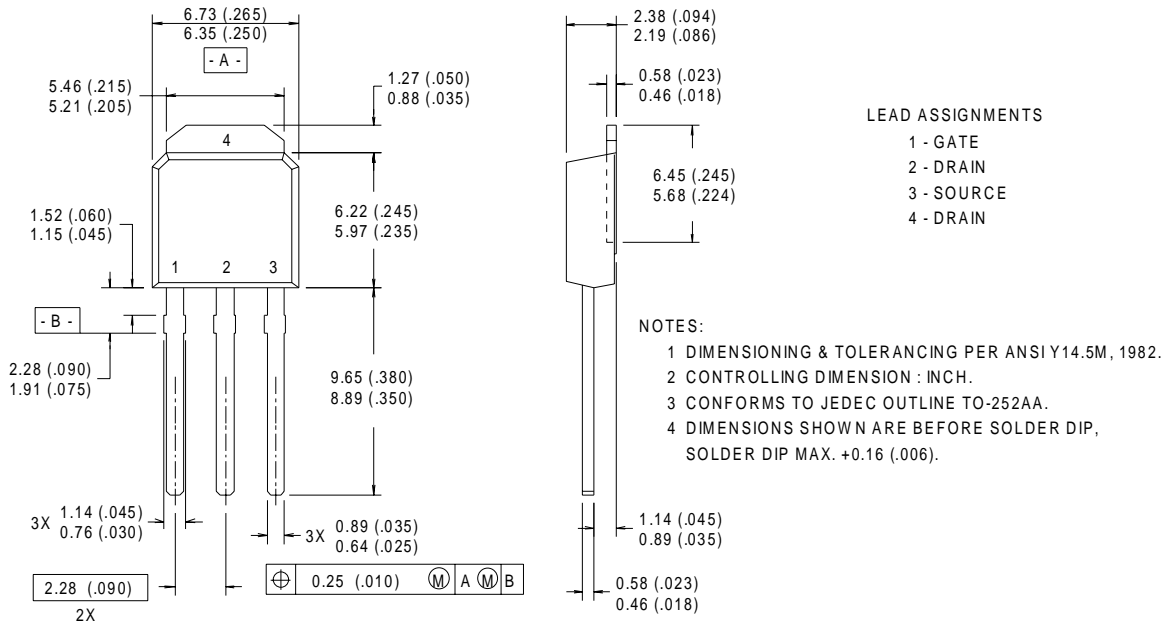 6.73 (.265)
6.35 (.250)
- A -
5.46 (.215)
5.21 (.205)
1.27 (.050)
0.88 (.035)
4
1.52 (.060)
1.15 (.045)
6.22 (.245)
5.97 (.235)
1 2 3
- B -
2.28 (.090)
1.91 (.075)
9.65 (.380)
8.89 (.350)
3X 1.14 (.045)
0.76 (.030)
3X 0.89 (.035)
0.64 (.025)
2.28 (.090)
2X
0.25 (.010) M A M B
2.38 (.094)
2.19 (.086)
0.58 (.023)
0.46 (.018)
6.45 (.245)
5.68 (.224)
1.14 (.045)
0.89 (.035)
0.58 (.023)
0.46 (.018)
LEAD ASSIGNMENTS
1 - GATE
2 - DRAIN
3 - SOURCE
4 - DRAIN
NOTES:
1 DIMENSIONING & TOLERANCING PER ANSI Y14.5M, 1982.
2 CONTROLLING DIMENSION : INCH.
3 CONFORMS TO JEDEC OUTLINE TO-252AA.
4 DIMENSIONS SHOWN ARE BEFORE SOLDER DIP,
SOLDER DIP MAX. +0.16 (.006).